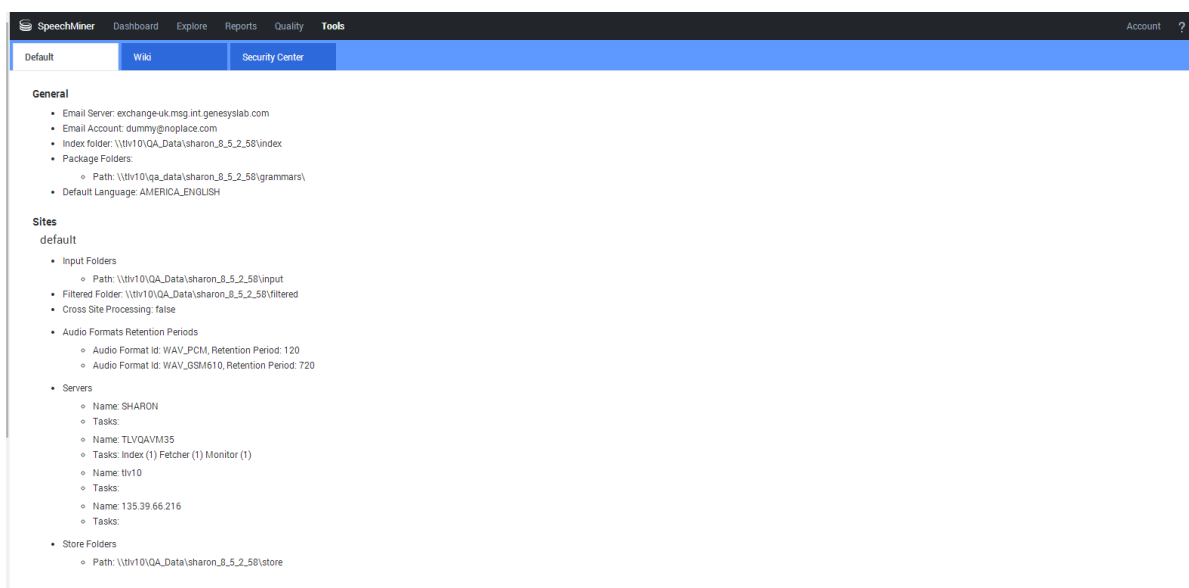 SpeechMiner Dashboard Explore Reports Quality Tools Account ?
Default Wiki Security Center
General
• Email Server: exchange-uk.msg.int.genesyslab.com
• Email Account: dummy@noplace.com
• Index folder: \\tlv10\QA_Data\sharon_8_5_2_58\index
• Package Folders:
○ Path: \\tlv10\qa_data\sharon_8_5_2_58\grammars\
• Default Language: AMERICA_ENGLISH
Sites
default
• Input Folders
○ Path: \\tlv10\QA_Data\sharon_8_5_2_58\input
• Filtered Folder: \\tlv10\QA_Data\sharon_8_5_2_58\filtered
• Cross Site Processing: false
• Audio Formats Retention Periods
○ Audio Format Id: WAV_PCM, Retention Period: 120
○ Audio Format Id: WAV_GSM610, Retention Period: 720
• Servers
○ Name: SHARON
○ Tasks:
○ Name: TLVQAVM35
○ Tasks: Index (1) Fetcher (1) Monitor (1)
○ Name: tlv10
○ Tasks:
○ Name: 135.39.66.216
○ Tasks:
• Store Folders
○ Path: \\tlv10\QA_Data\sharon_8_5_2_58\store